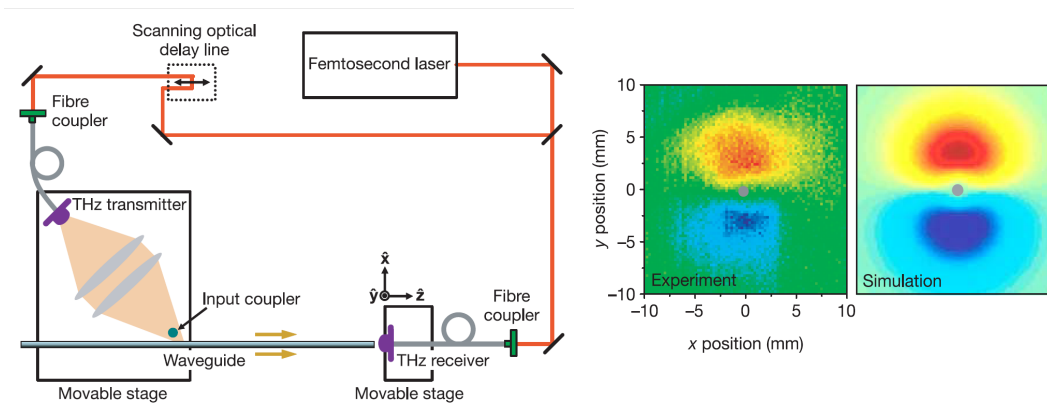 Scanning optical
delay line
Femtosecond laser
Fibre
coupler
THz transmitter
Input coupler
x̂
ŷ
ẑ
Fibre
coupler
Waveguide
THz receiver
Movable stage
Movable stage
y position (mm)
10
5
0
−5
−10
Experiment
Simulation
−10
−5
0
5
10
x position (mm)